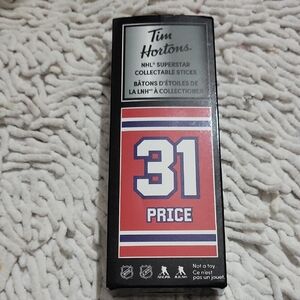 Tim
Hortons
NHL® SUPERSTAR
COLLECTABLE STICKS
BÂTONS D'ÉTOILES DE
LA LNH™ À COLLECTIONNER
31
PRICE
Not a toy
Ce n'est
pas un jouet